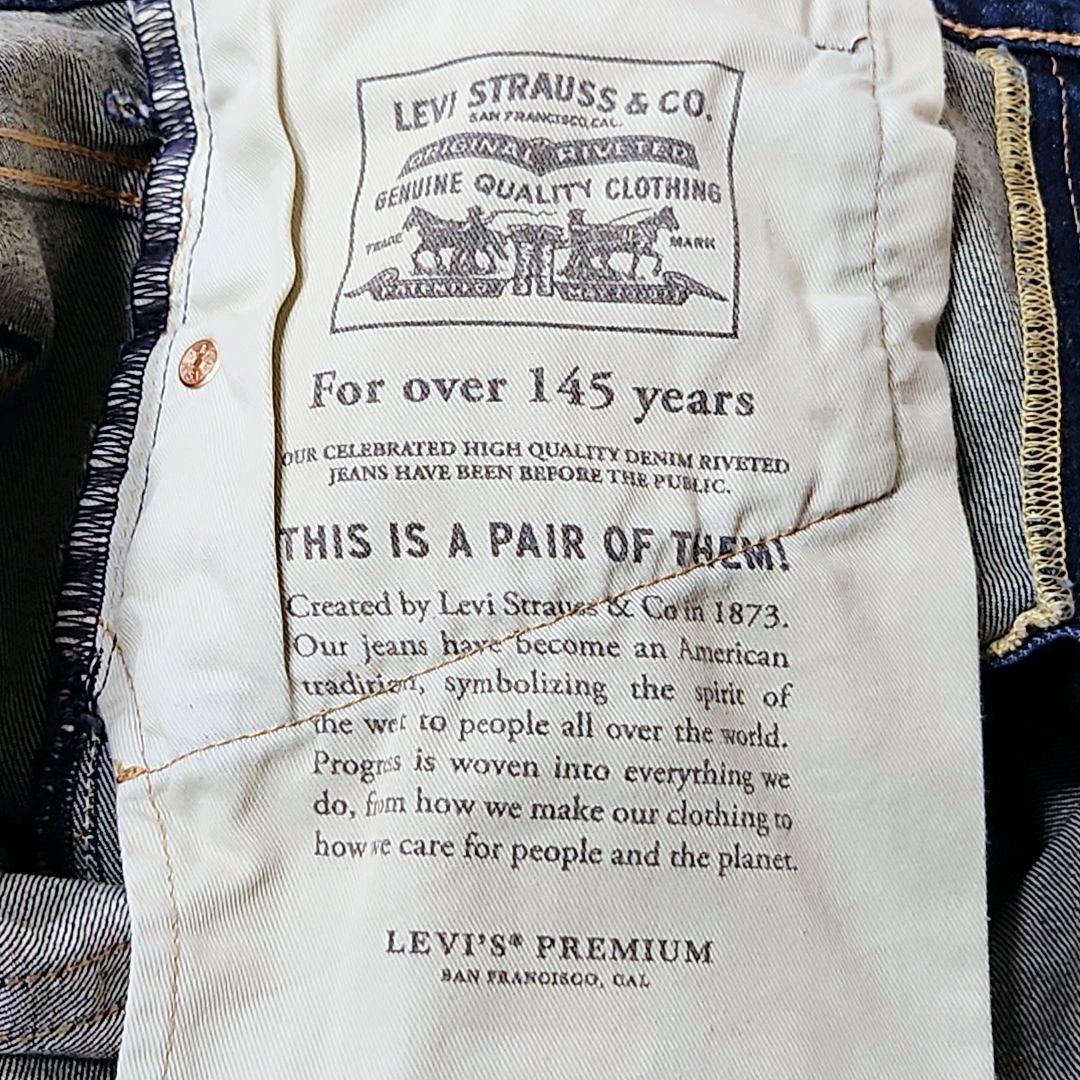 LEVI STRAUSS & CO.
SAN FRANCISCO, CAL.
ORIGINAL RIVETED
GENUINE QUALITY CLOTHING
TRADE MARK
For over 145 years
OUR CELEBRATED HIGH QUALITY DENIM RIVETED
JEANS HAVE BEEN BEFORE THE PUBLIC.
THIS IS A PAIR OF THEM!
Created by Levi Strauss & Co in 1873.
Our jeans have become an American
tradition, symbolizing the spirit of
the wet to people all over the world.
Progrss is woven into everything we
do, from how we make our clothing to
how we care for people and the planet.
LEVI'S® PREMIUM
SAN FRANCISCO, CAL